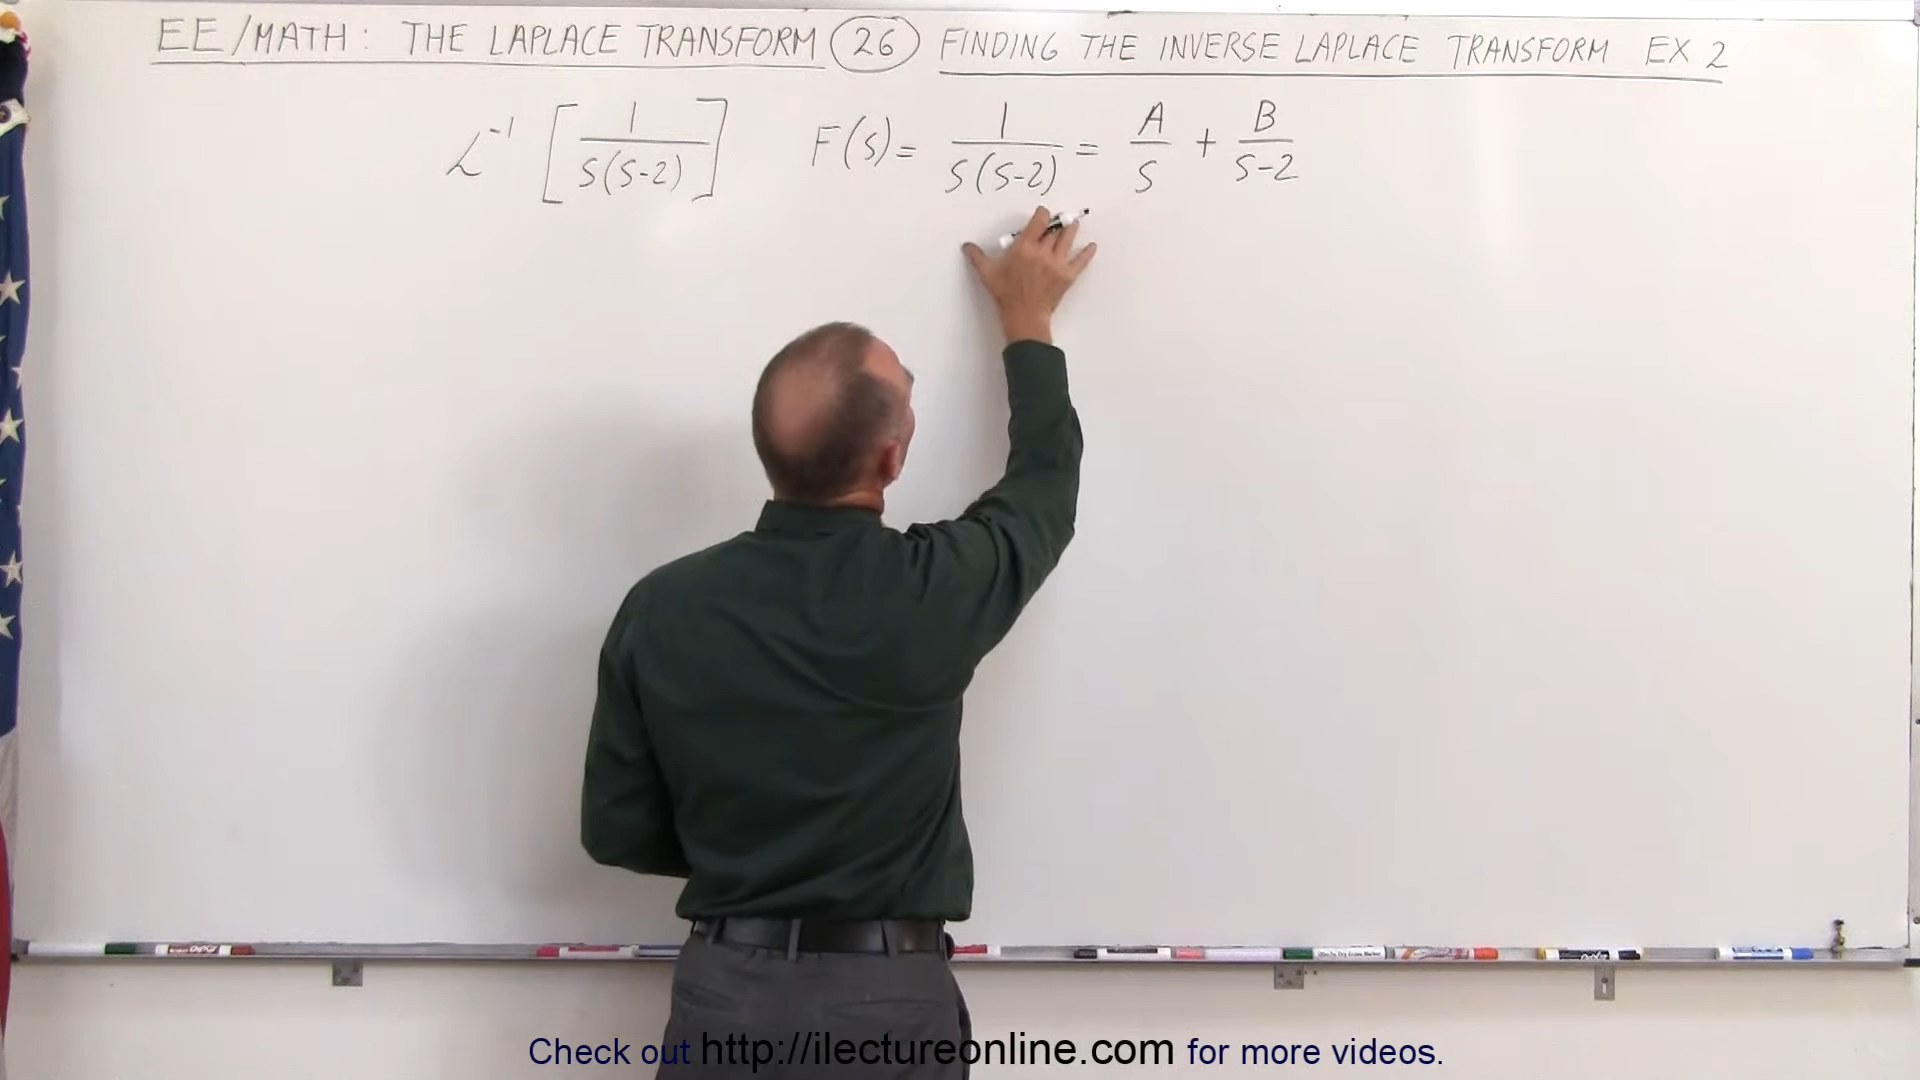 EE/MATH: THE LAPLACE TRANSFORM 26 FINDING THE INVERSE LAPLACE TRANSFORM EX 2
ℒ⁻¹ [1/(S(S-2))] F(S) = 1/(S(S-2)) = A/S + B/(S-2)
Check out http://ilectureonline.com for more videos.